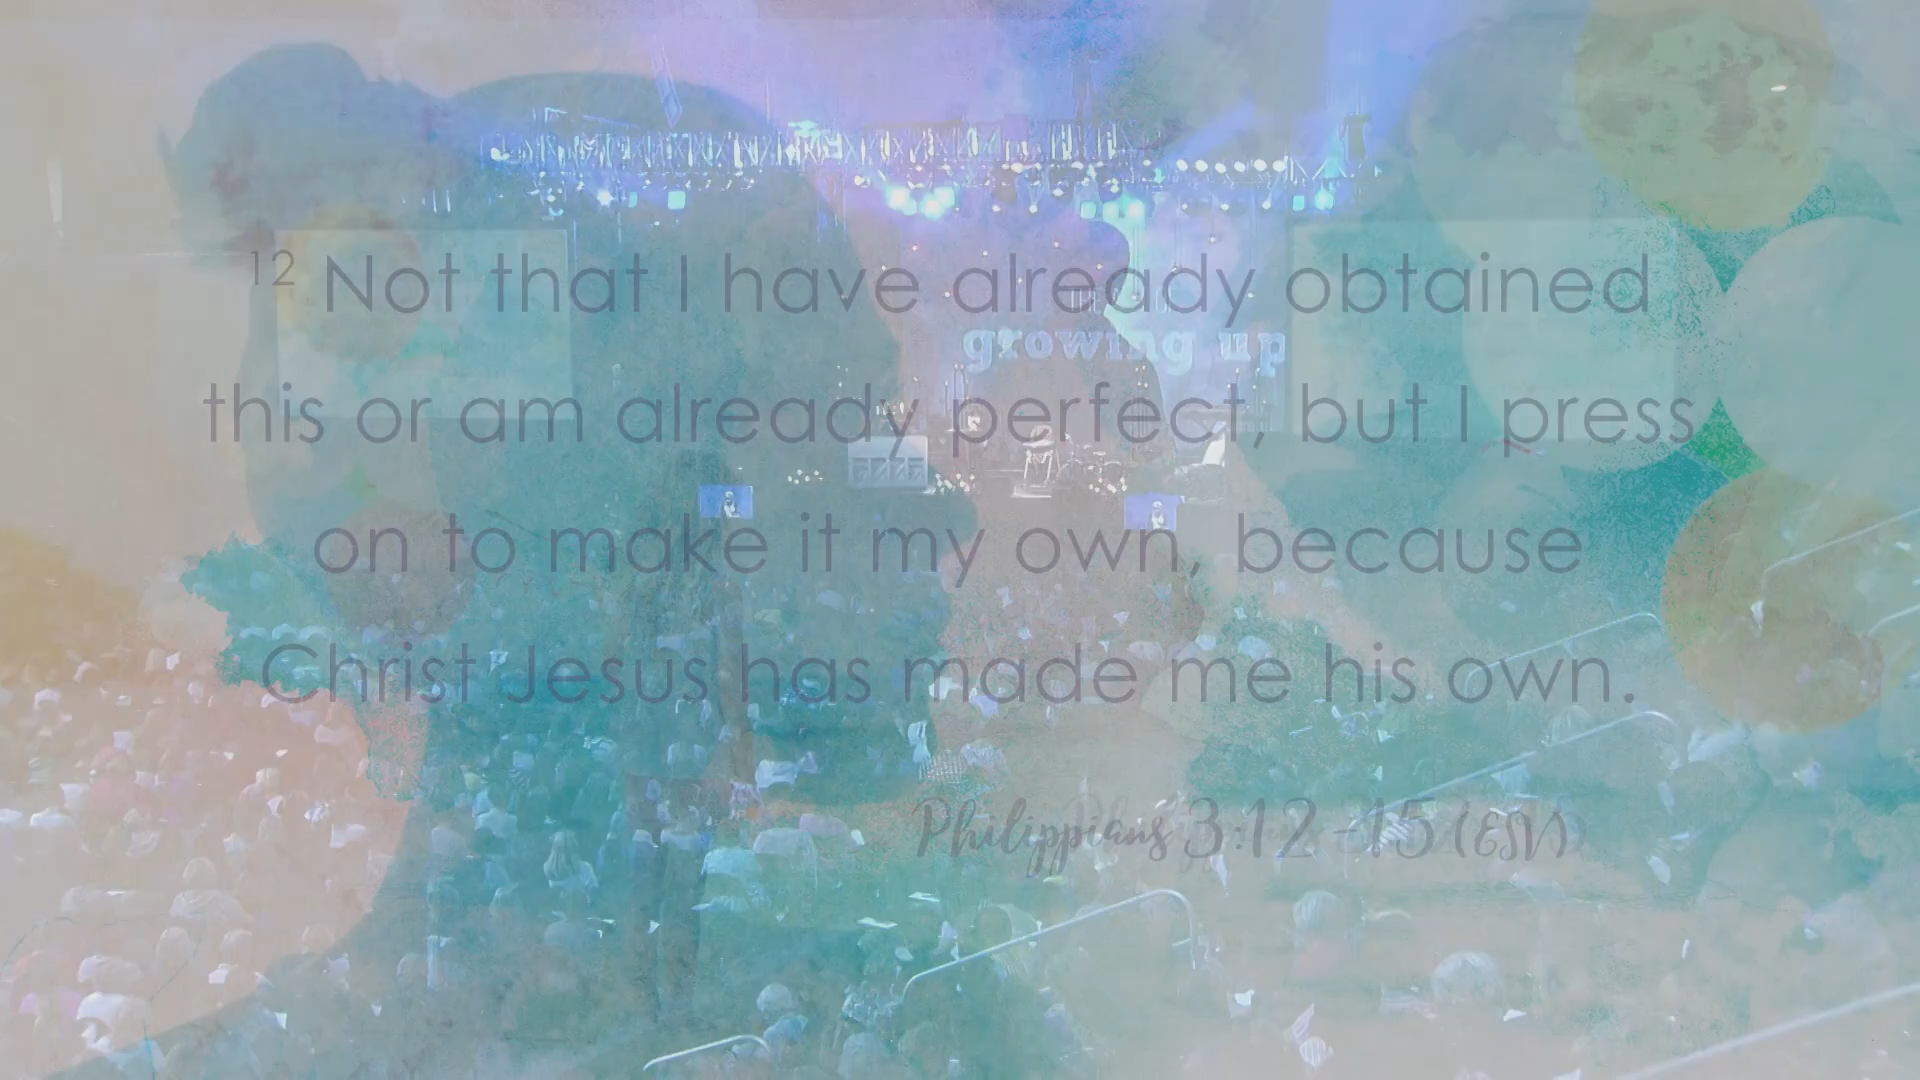 12 Not that I have already obtained
growing up
this or am already perfect, but I press
on to make it my own, because
Christ Jesus has made me his own.
Philippians 3:12-15 (ESV)